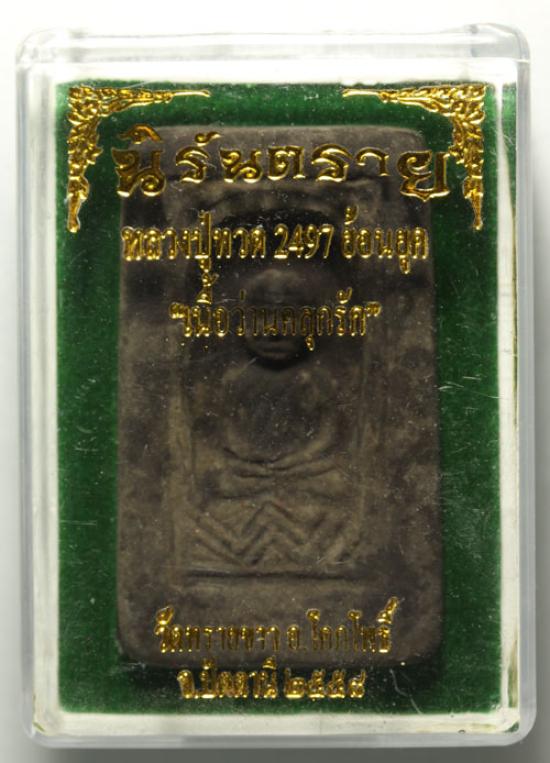 นิรันตราย
หลวงปู่ทวด 2497 ย้อนยุค
"เนื้อว่านคลุกรัก"
วัดทรายขาว อ.โคกโพธิ์
จ.ปัตตานี ๒๕๕๘